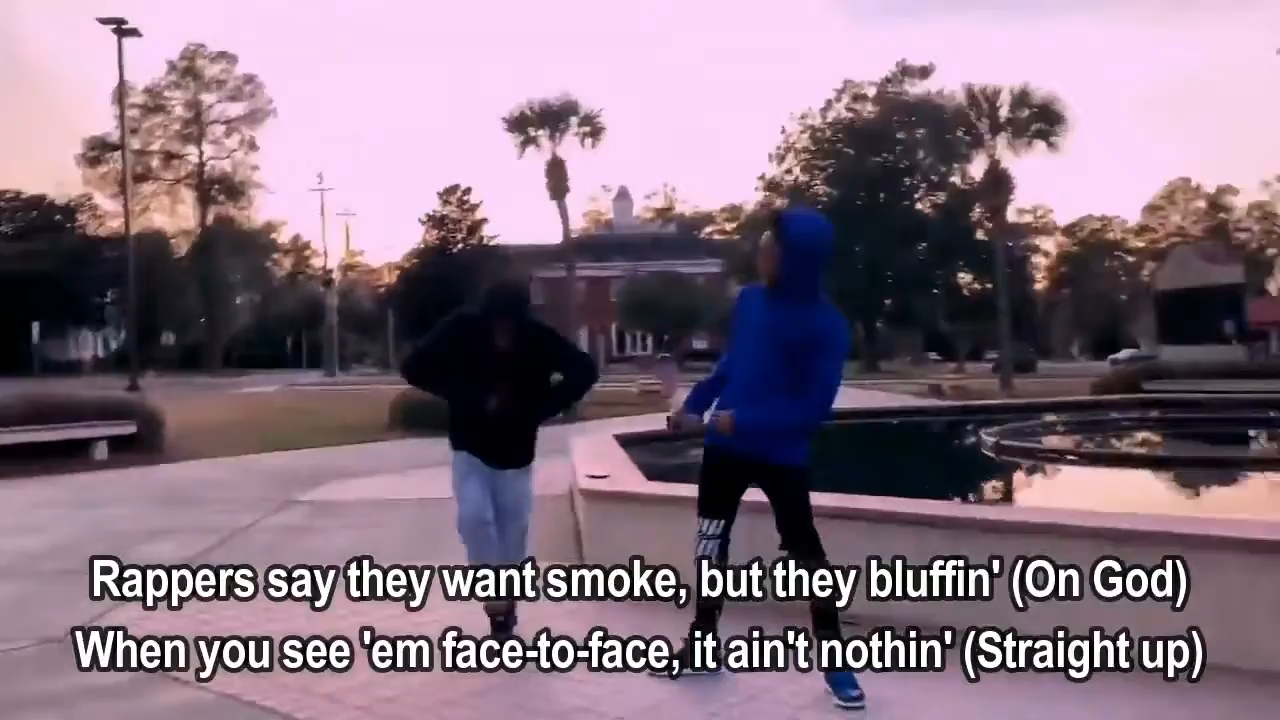 Rappers say they want smoke, but they bluffin' (On God)
When you see 'em face-to-face, it ain't nothin' (Straight up)